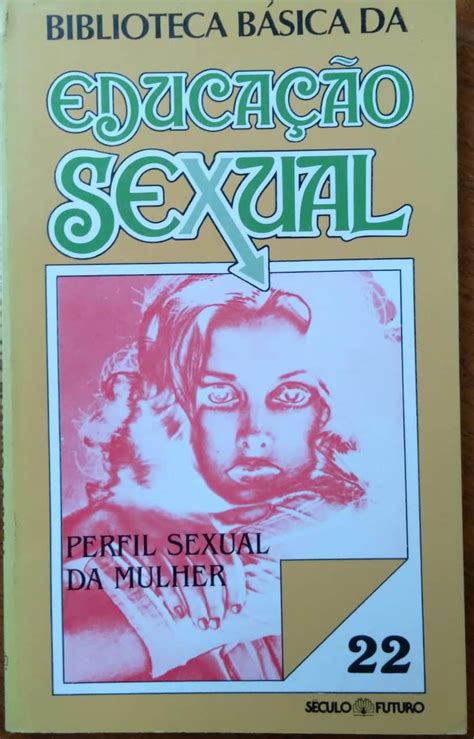 BIBLIOTECA BÁSICA DA
EDUCAÇÃO
SEXUAL
PERFIL SEXUAL
DA MULHER
22
SÉCULO FUTURO